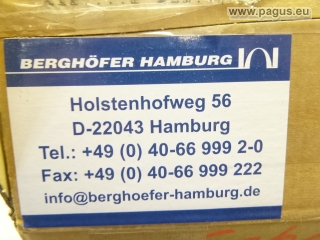 www.pagus.eu
BERGHÖFER HAMBURG
Holstenhofweg 56
D-22043 Hamburg
Tel.: +49 (0) 40-66 999 2-0
Fax: +49 (0) 40-66 999 222
info@berghoefer-hamburg.de